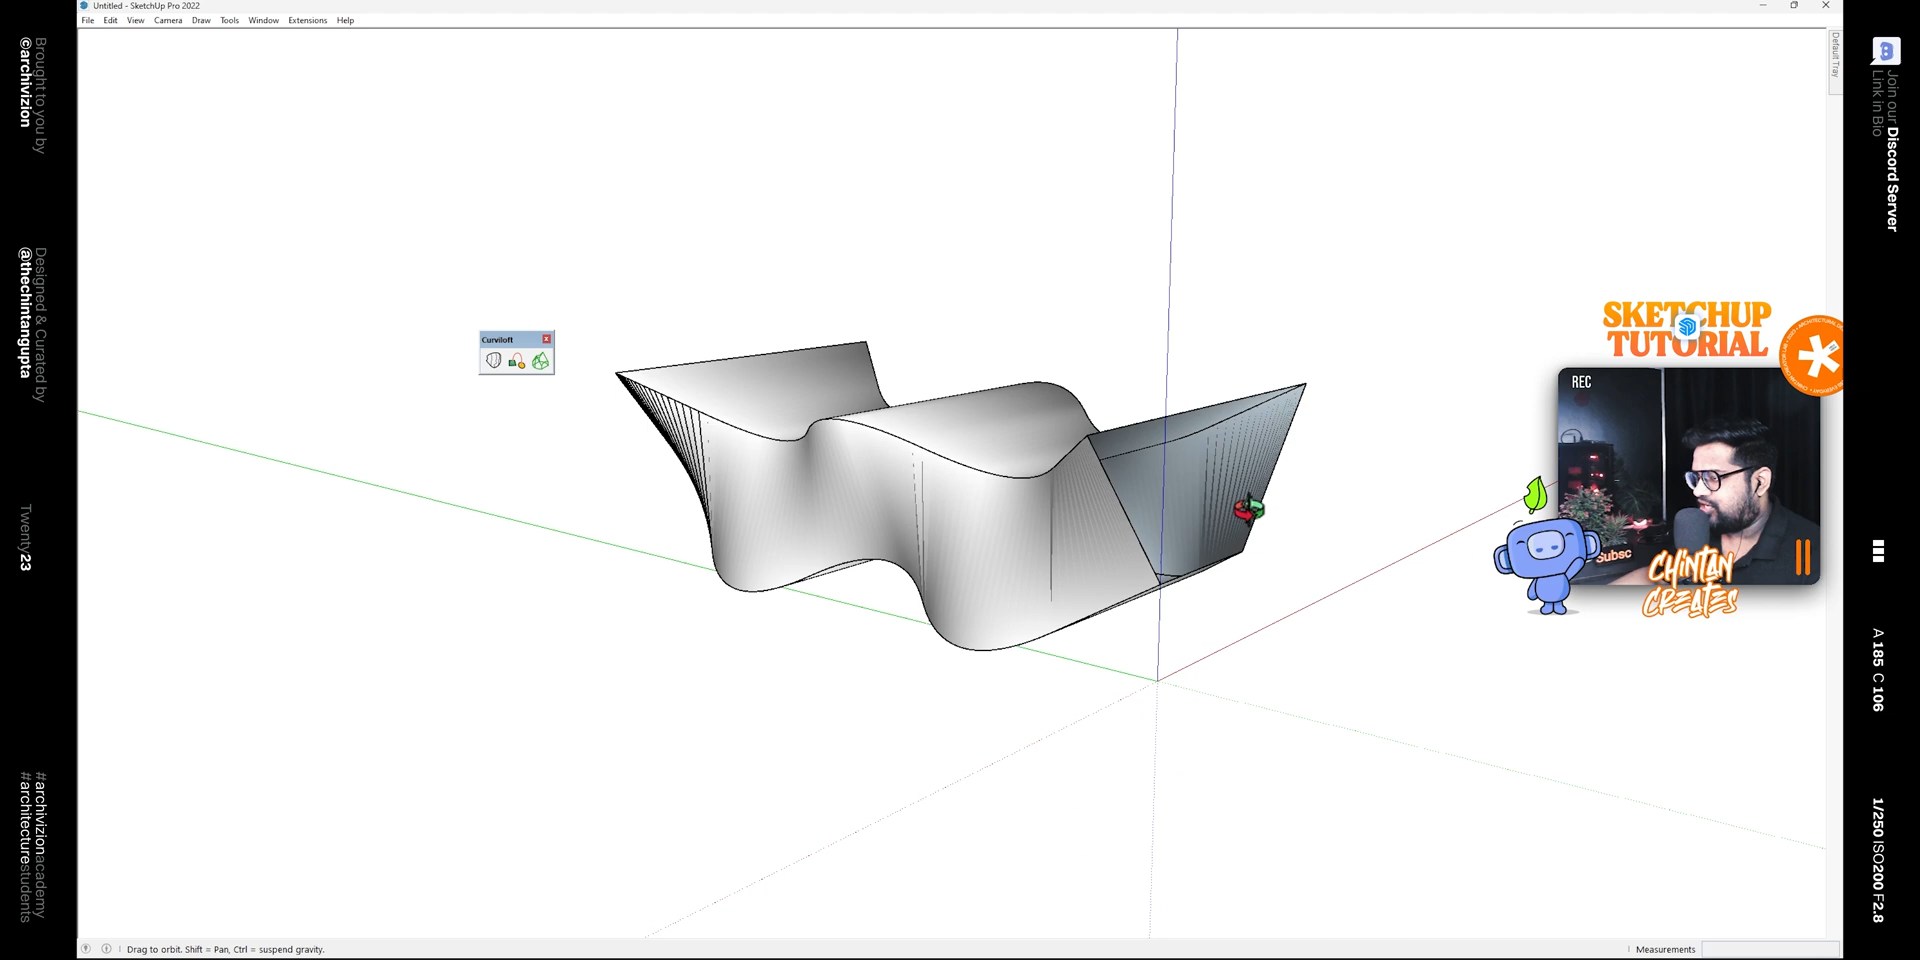 Untitled - SketchUp Pro 2022
File Edit View Camera Draw Tools Window Extensions Help
Brought to you by
©archivizion
Designed & Curated by
@thechintangupta
Twenty23
#archivizionacademy
#architecturestudents
Curviloft
Default Tray
Join our Discord Server
Link in Bio
SKETCHUP
TUTORIAL
REC
Subsc
CHINTAN
CREATES
A 185 C 106
1/250 ISO200 F2.8
Drag to orbit. Shift = Pan, Ctrl = suspend gravity.
Measurements